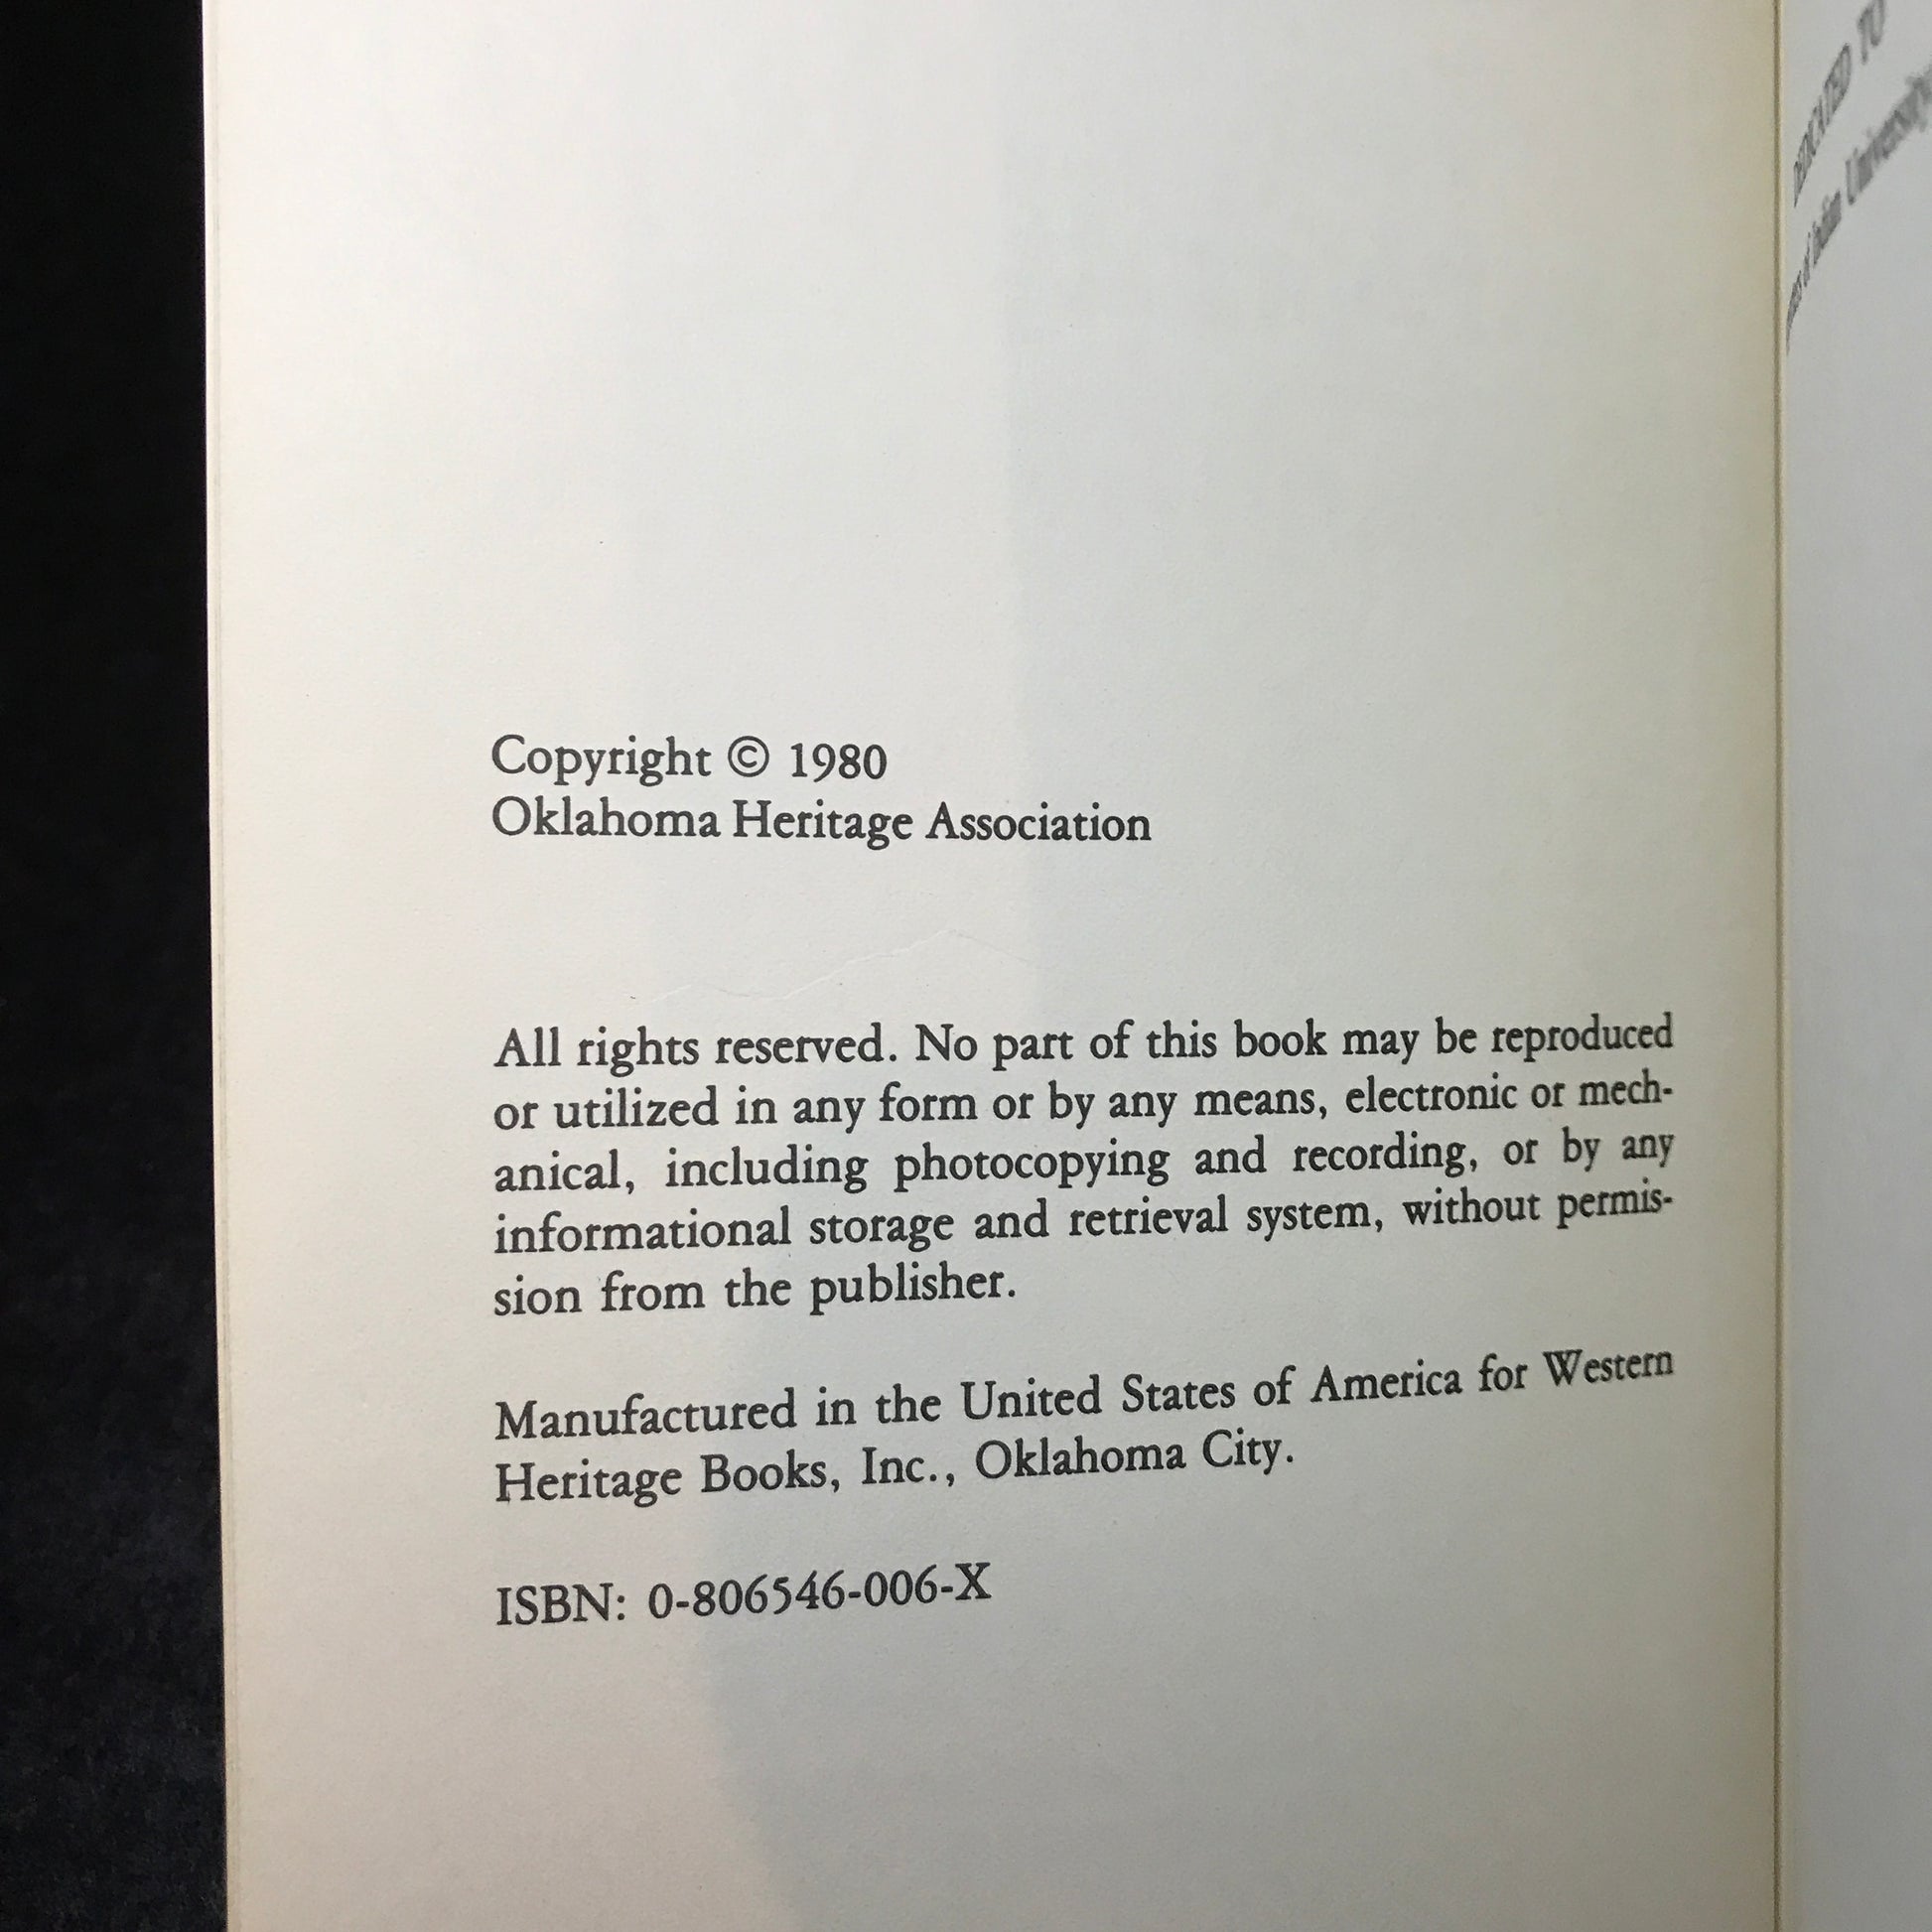 Copyright © 1980
Oklahoma Heritage Association
All rights reserved. No part of this book may be reproduced
or utilized in any form or by any means, electronic or mech-
anical, including photocopying and recording, or by any
informational storage and retrieval system, without permis-
sion from the publisher.
Manufactured in the United States of America for Western
Heritage Books, Inc., Oklahoma City.
ISBN: 0-806546-006-X
DEDICATED TO
of Indian University